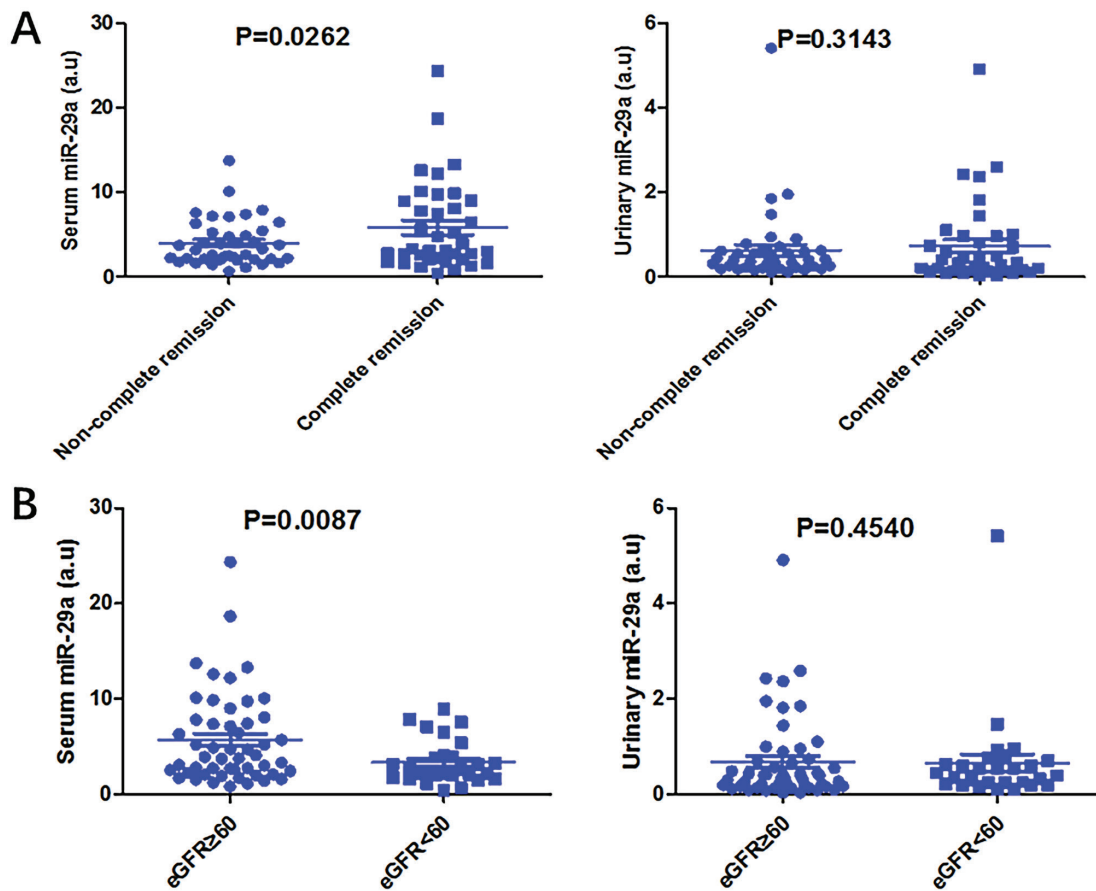 A
Serum miR-29a (a.u)
30
20
10
0
P=0.0262
Non-complete remission
Complete remission
Urinary miR-29a (a.u)
6
4
2
0
P=0.3143
Non-complete remission
Complete remission
B
Serum miR-29a (a.u)
30
20
10
0
P=0.0087
eGFR≥60
eGFR<60
Urinary miR-29a (a.u)
6
4
2
0
P=0.4540
eGFR≥60
eGFR<60